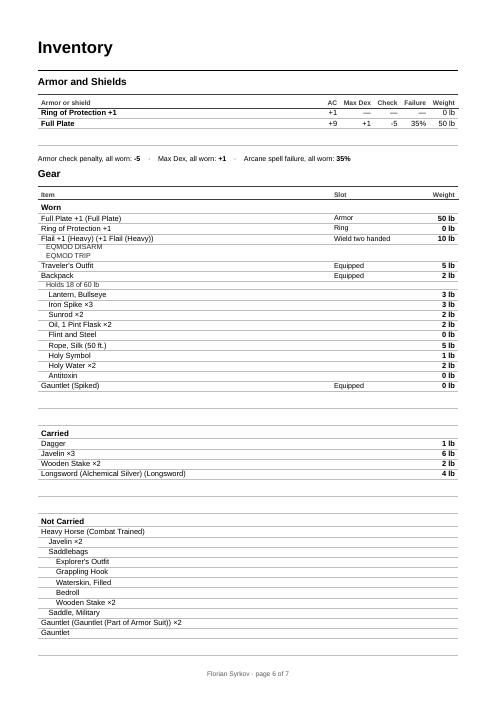 Inventory
Armor and Shields
Armor or shield AC Max Dex Check Failure Weight
Ring of Protection +1 +1 — — — 0 lb
Full Plate +9 +1 -5 35% 50 lb
Armor check penalty, all worn: -5 · Max Dex, all worn: +1 · Arcane spell failure, all worn: 35%
Gear
Item Slot Weight
Worn
Full Plate +1 (Full Plate) Armor 50 lb
Ring of Protection +1 Ring 0 lb
Flail +1 (Heavy) (+1 Flail (Heavy)) Wield two handed 10 lb
EQMOD DISARM
EQMOD TRIP
Traveler's Outfit Equipped 5 lb
Backpack Equipped 2 lb
Holds 18 of 60 lb
Lantern, Bullseye 3 lb
Iron Spike ×3 3 lb
Sunrod ×2 2 lb
Oil, 1 Pint Flask ×2 2 lb
Flint and Steel 0 lb
Rope, Silk (50 ft.) 5 lb
Holy Symbol 1 lb
Holy Water ×2 2 lb
Antitoxin 0 lb
Gauntlet (Spiked) Equipped 0 lb
Carried
Dagger 1 lb
Javelin ×3 6 lb
Wooden Stake ×2 2 lb
Longsword (Alchemical Silver) (Longsword) 4 lb
Not Carried
Heavy Horse (Combat Trained)
Javelin ×2
Saddlebags
Explorer's Outfit
Grappling Hook
Waterskin, Filled
Bedroll
Wooden Stake ×2
Saddle, Military
Gauntlet (Gauntlet (Part of Armor Suit)) ×2
Gauntlet
Florian Syrkov · page 6 of 7